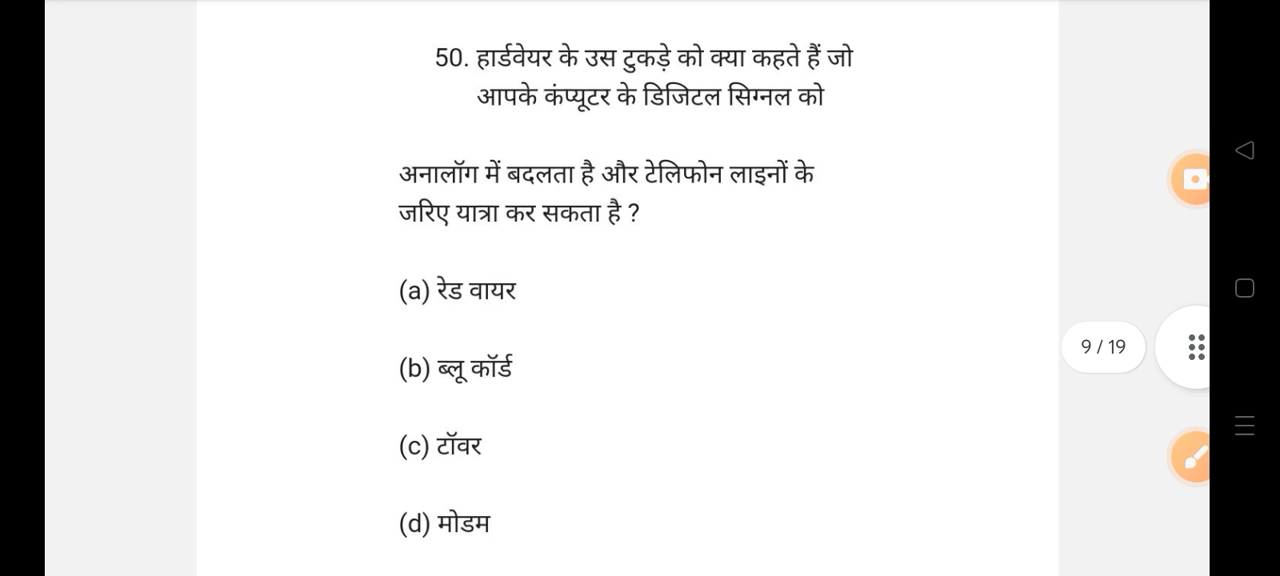 50. हार्डवेयर के उस टुकड़े को क्या कहते हैं जो
आपके कंप्यूटर के डिजिटल सिग्नल को
अनालॉग में बदलता है और टेलिफोन लाइनों के
जरिए यात्रा कर सकता है ?
(a) रेड वायर
(b) ब्लू कॉर्ड
(c) टॉवर
(d) मोडम
9 / 19